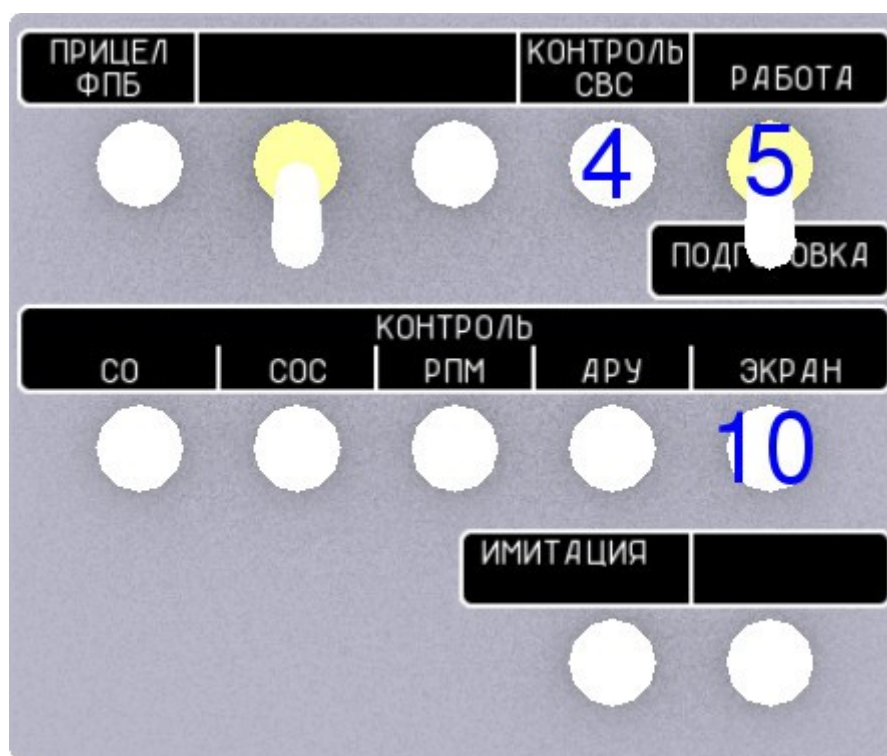 ПРИЦЕЛ
ФПБ
КОНТРОЛЬ
СВС
РАБОТА
4
5
КОНТРОЛЬ
СО СОС РПМ АРУ ЭКРАН
10
ИМИТАЦИЯ